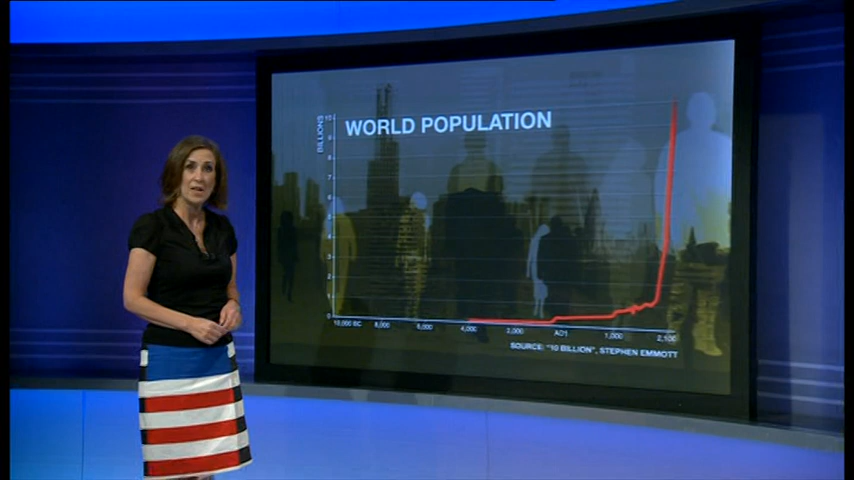 WORLD POPULATION
BILLIONS
10
9
8
7
6
5
4
3
2
1
0
10,000 BC 8,000 6,000 4,000 2,000 AD1 1,000 2,100
SOURCE: "10 BILLION", STEPHEN EMMOTT